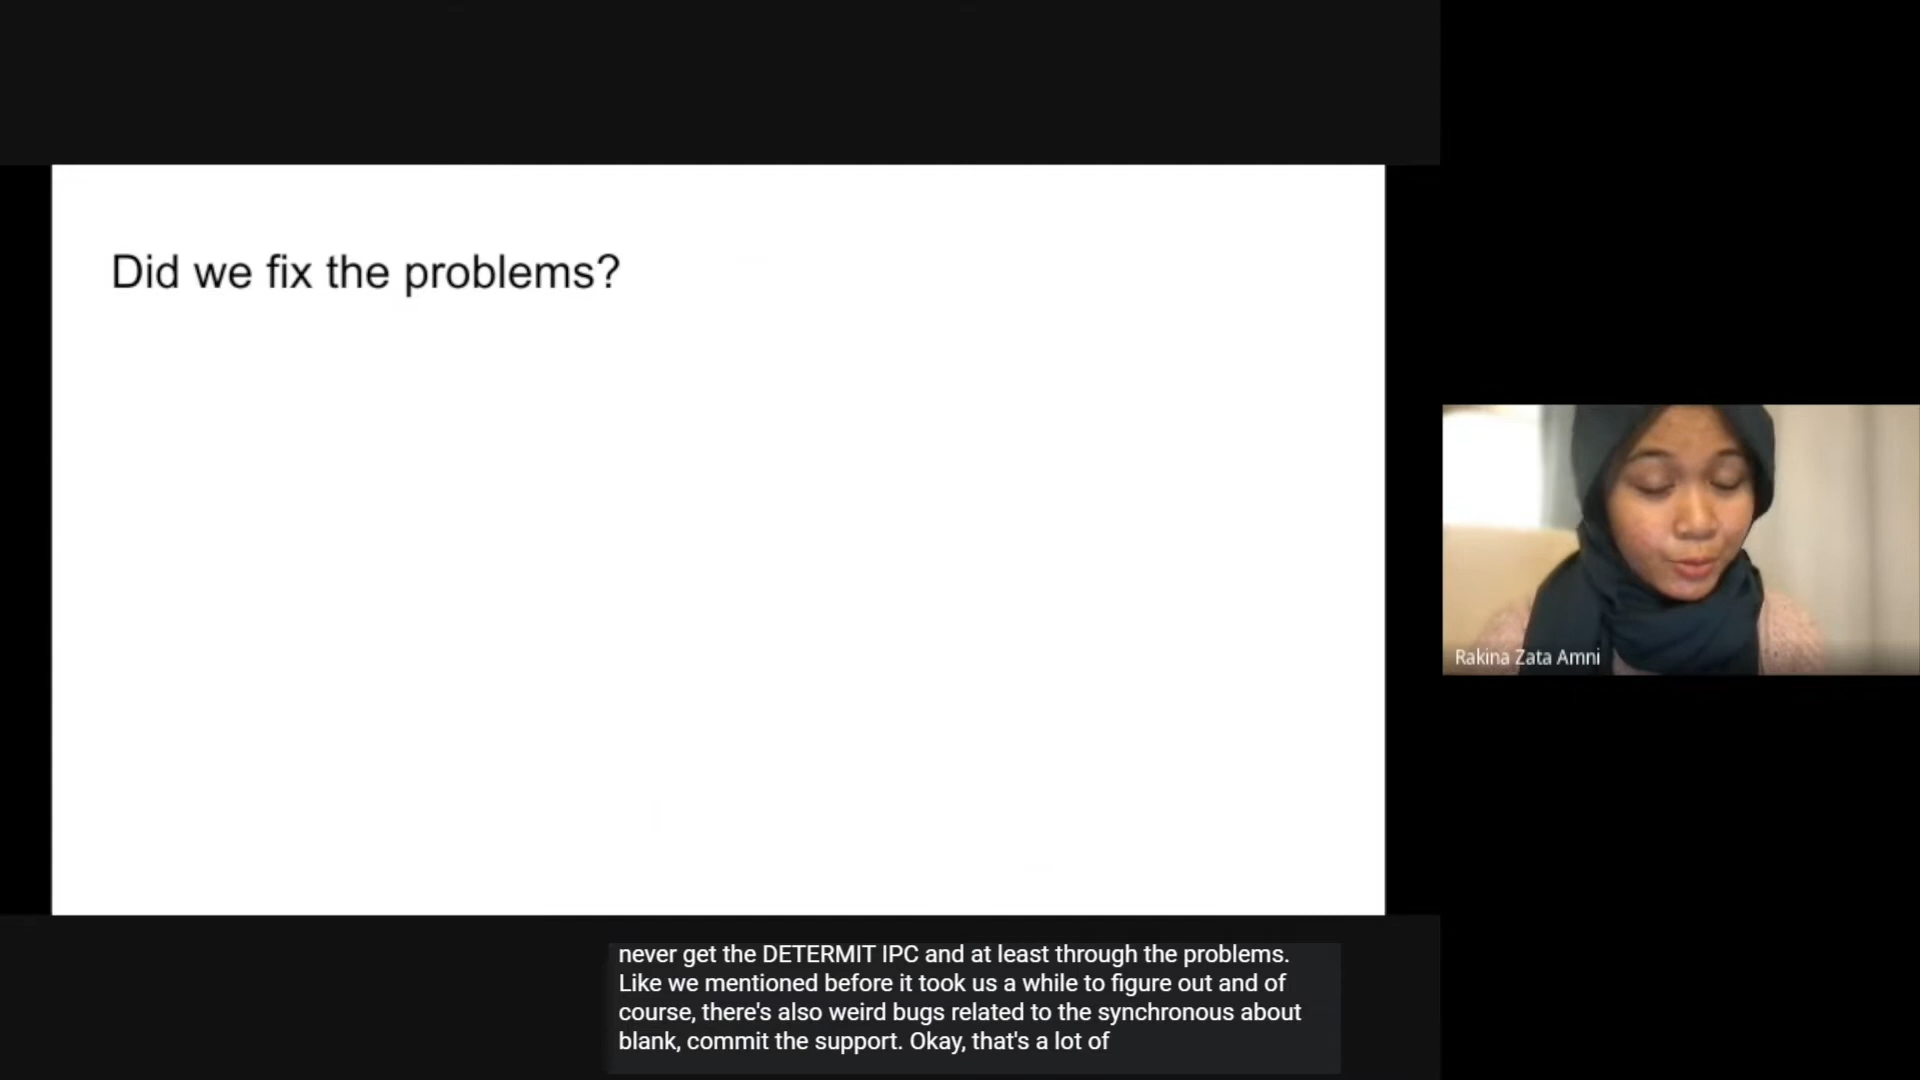 Did we fix the problems?
Rakina Zata Amni
never get the DETERMIT IPC and at least through the problems.
Like we mentioned before it took us a while to figure out and of
course, there's also weird bugs related to the synchronous about
blank, commit the support. Okay, that's a lot of